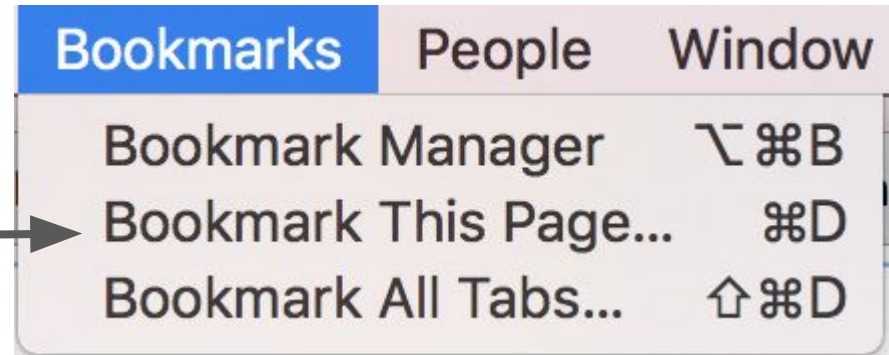 Bookmarks People Window
Bookmark Manager ⌥⌘B
Bookmark This Page... ⌘D
Bookmark All Tabs... ⇧⌘D